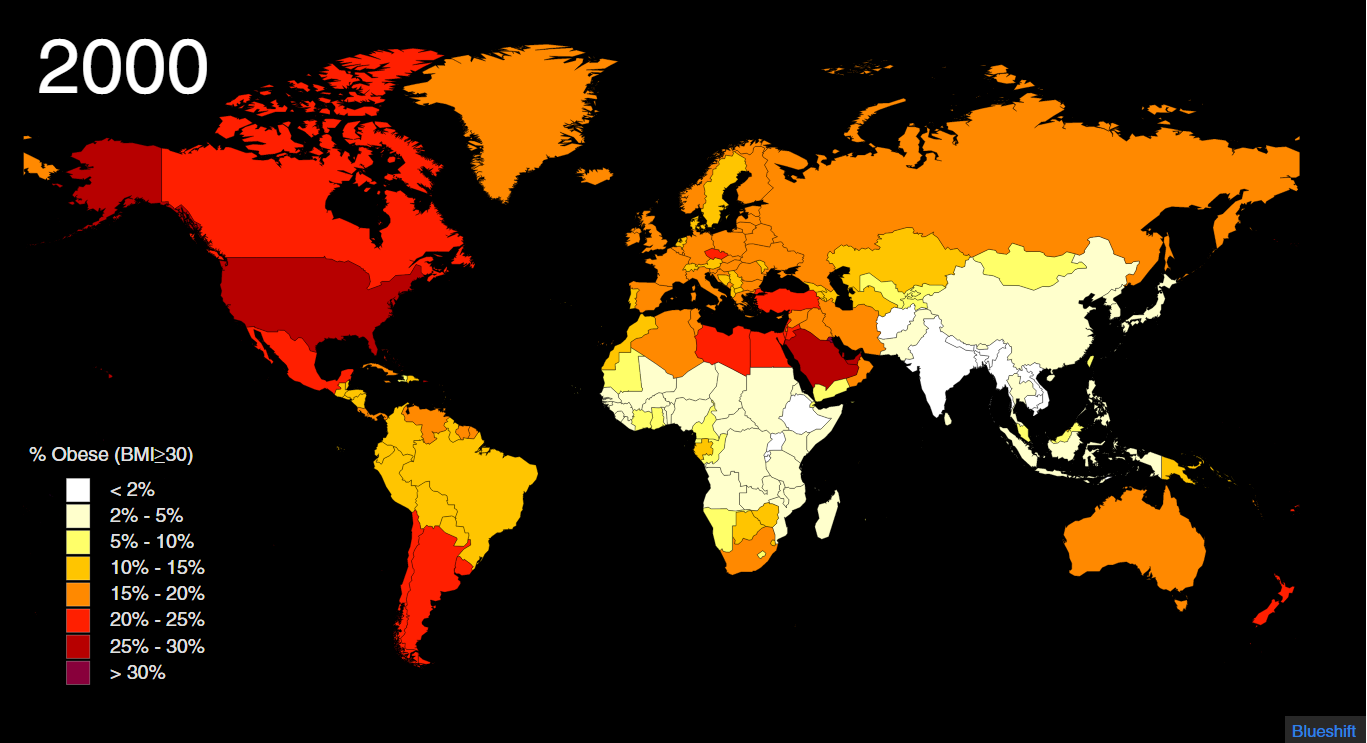 2000
% Obese (BMI≥30)
< 2%
2% - 5%
5% - 10%
10% - 15%
15% - 20%
20% - 25%
25% - 30%
> 30%
Blueshift